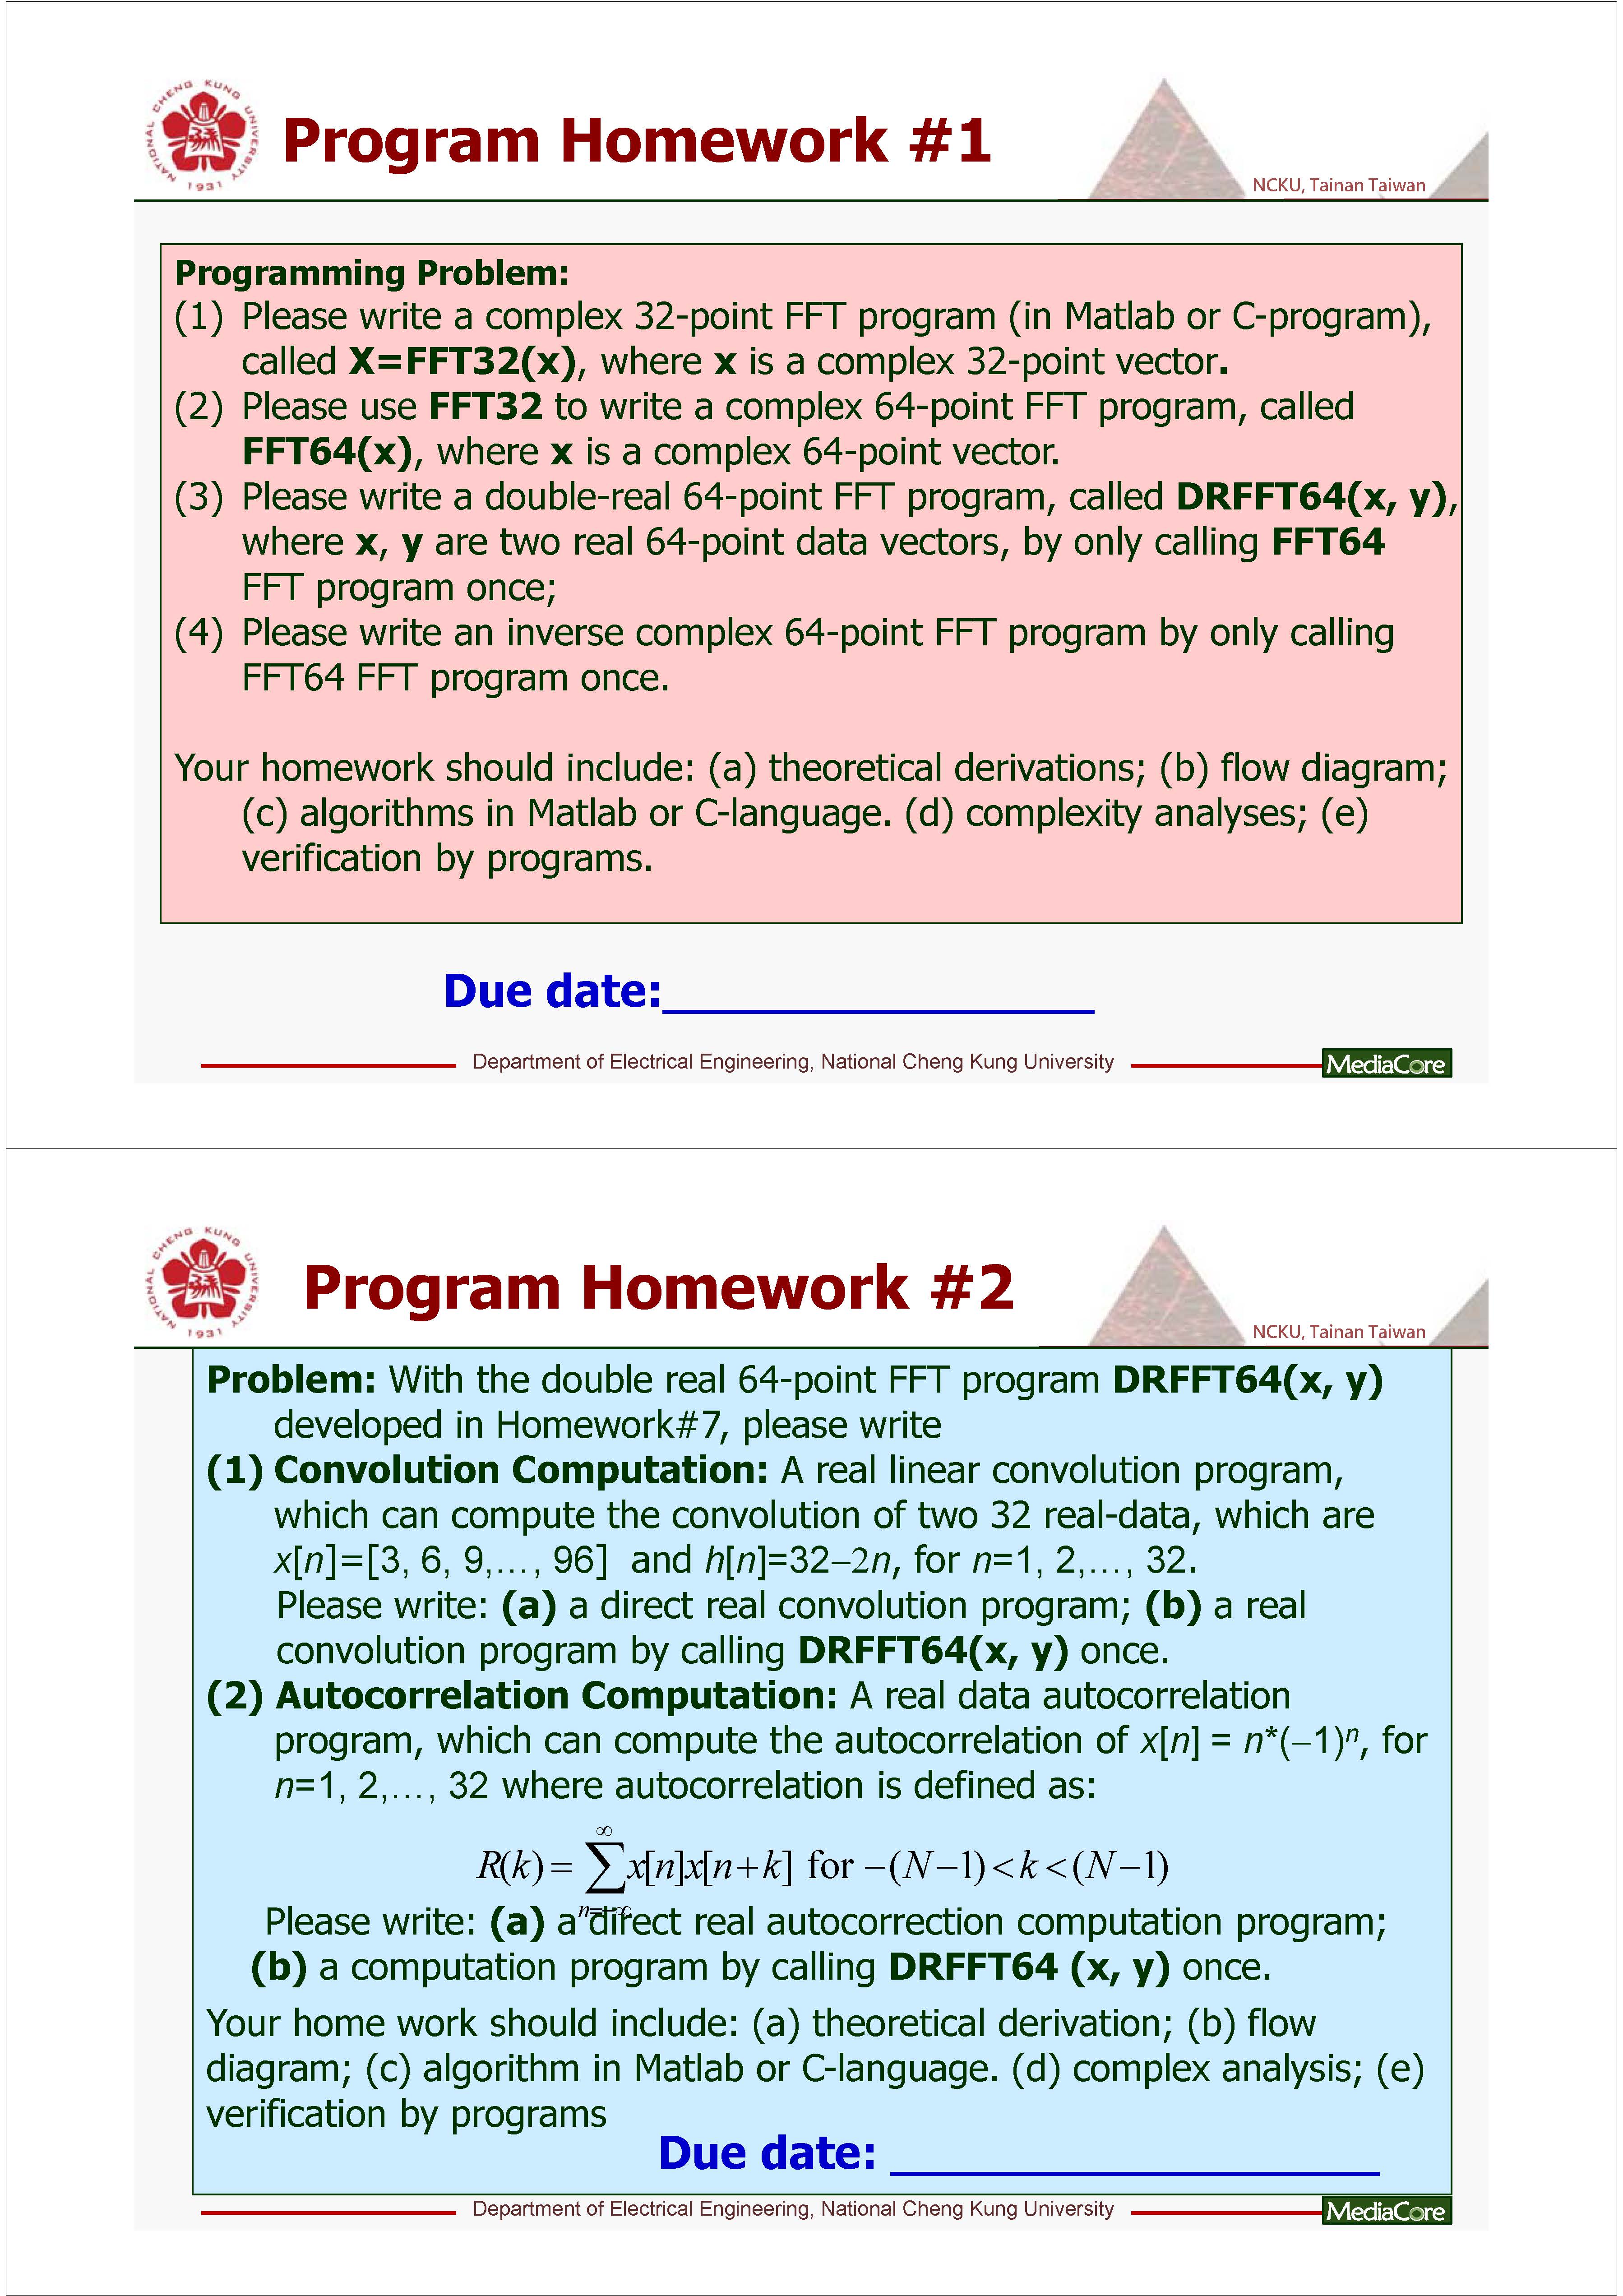 NATIONAL CHENG KUNG UNIVERSITY
1931
Program Homework #1
NCKU, Tainan Taiwan
Programming Problem:
(1) Please write a complex 32-point FFT program (in Matlab or C-program),
called X=FFT32(x), where x is a complex 32-point vector.
(2) Please use FFT32 to write a complex 64-point FFT program, called
FFT64(x), where x is a complex 64-point vector.
(3) Please write a double-real 64-point FFT program, called DRFFT64(x, y),
where x, y are two real 64-point data vectors, by only calling FFT64
FFT program once;
(4) Please write an inverse complex 64-point FFT program by only calling
FFT64 FFT program once.
Your homework should include: (a) theoretical derivations; (b) flow diagram;
(c) algorithms in Matlab or C-language. (d) complexity analyses; (e)
verification by programs.
Due date:__________________
Department of Electrical Engineering, National Cheng Kung University
MediaCore
NATIONAL CHENG KUNG UNIVERSITY
1931
Program Homework #2
NCKU, Tainan Taiwan
Problem: With the double real 64-point FFT program DRFFT64(x, y)
developed in Homework#7, please write
(1) Convolution Computation: A real linear convolution program,
which can compute the convolution of two 32 real-data, which are
x[n]=[3, 6, 9,…, 96] and h[n]=32−2n, for n=1, 2,…, 32.
Please write: (a) a direct real convolution program; (b) a real
convolution program by calling DRFFT64(x, y) once.
(2) Autocorrelation Computation: A real data autocorrelation
program, which can compute the autocorrelation of x[n] = n*(−1)ⁿ, for
n=1, 2,…, 32 where autocorrelation is defined as:
R(k) = ∑_{n=−∞}^{∞} x[n]x[n+k] for −(N−1)<k<(N−1)
Please write: (a) a direct real autocorrection computation program;
(b) a computation program by calling DRFFT64 (x, y) once.
Your home work should include: (a) theoretical derivation; (b) flow
diagram; (c) algorithm in Matlab or C-language. (d) complex analysis; (e)
verification by programs
Due date: ____________________
Department of Electrical Engineering, National Cheng Kung University
MediaCore